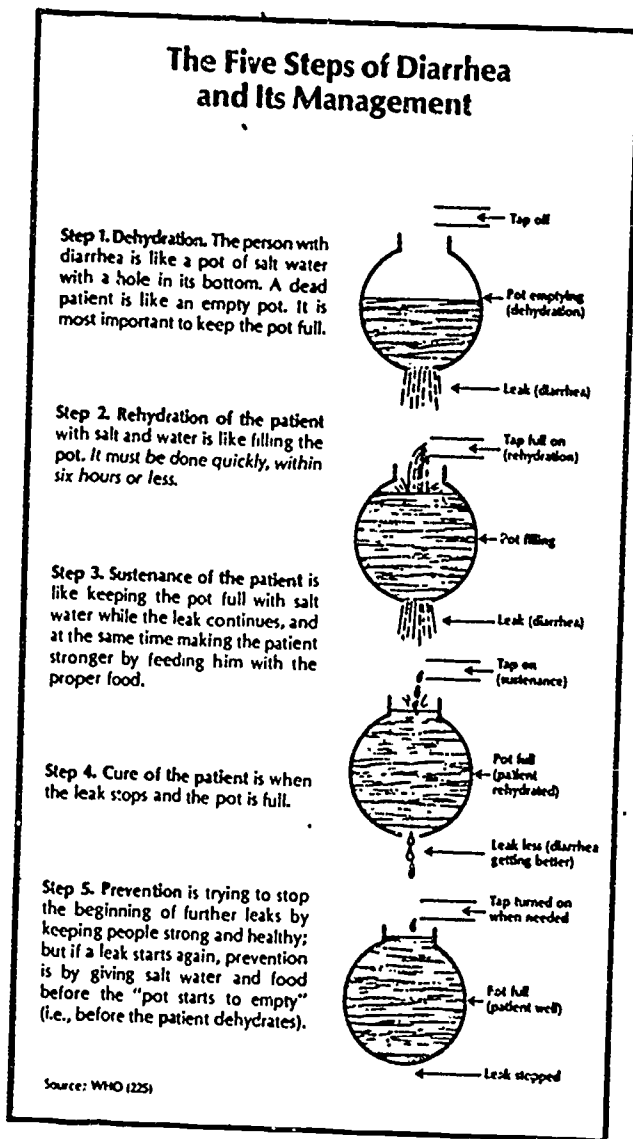 The Five Steps of Diarrhea
and Its Management
Step 1. Dehydration. The person with
diarrhea is like a pot of salt water
with a hole in its bottom. A dead
patient is like an empty pot. It is
most important to keep the pot full.
Tap off
Pot emptying
(dehydration)
Leak (diarrhea)
Step 2. Rehydration of the patient
with salt and water is like filling the
pot. It must be done quickly, within
six hours or less.
Tap full on
(rehydration)
Pot filling
Leak (diarrhea)
Step 3. Sustenance of the patient is
like keeping the pot full with salt
water while the leak continues, and
at the same time making the patient
stronger by feeding him with the
proper food.
Tap on
(sustenance)
Pot full
(patient
rehydrated)
Leak less (diarrhea
getting better)
Step 4. Cure of the patient is when
the leak stops and the pot is full.
Step 5. Prevention is trying to stop
the beginning of further leaks by
keeping people strong and healthy;
but if a leak starts again, prevention
is by giving salt water and food
before the "pot starts to empty"
(i.e., before the patient dehydrates).
Tap turned on
when needed
Pot full
(patient well)
Leak stopped
Source: WHO (225)